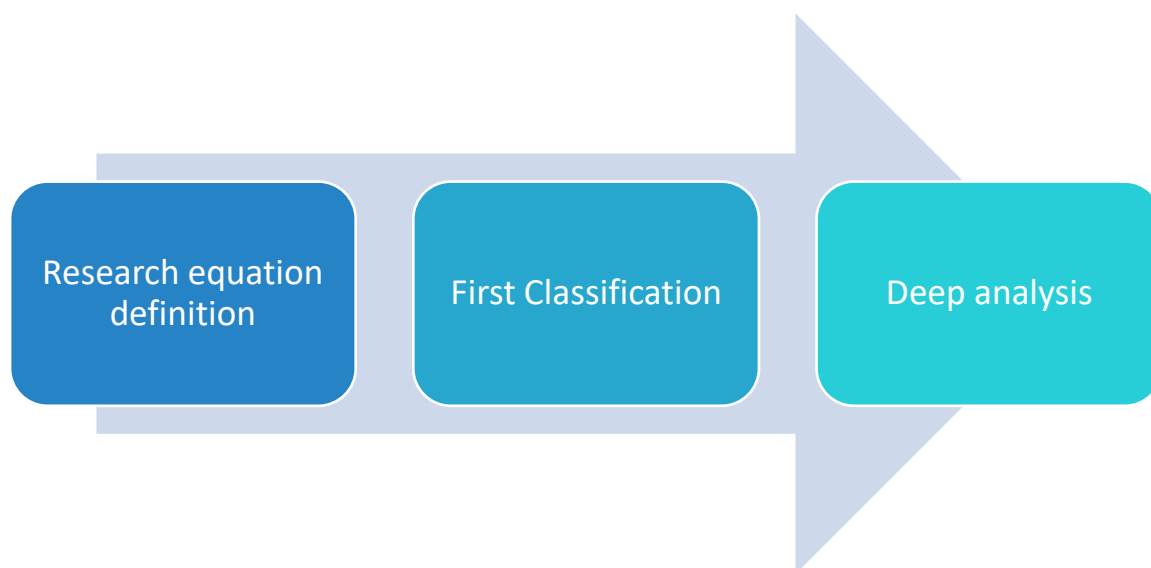 Research equation
definition
First Classification
Deep analysis